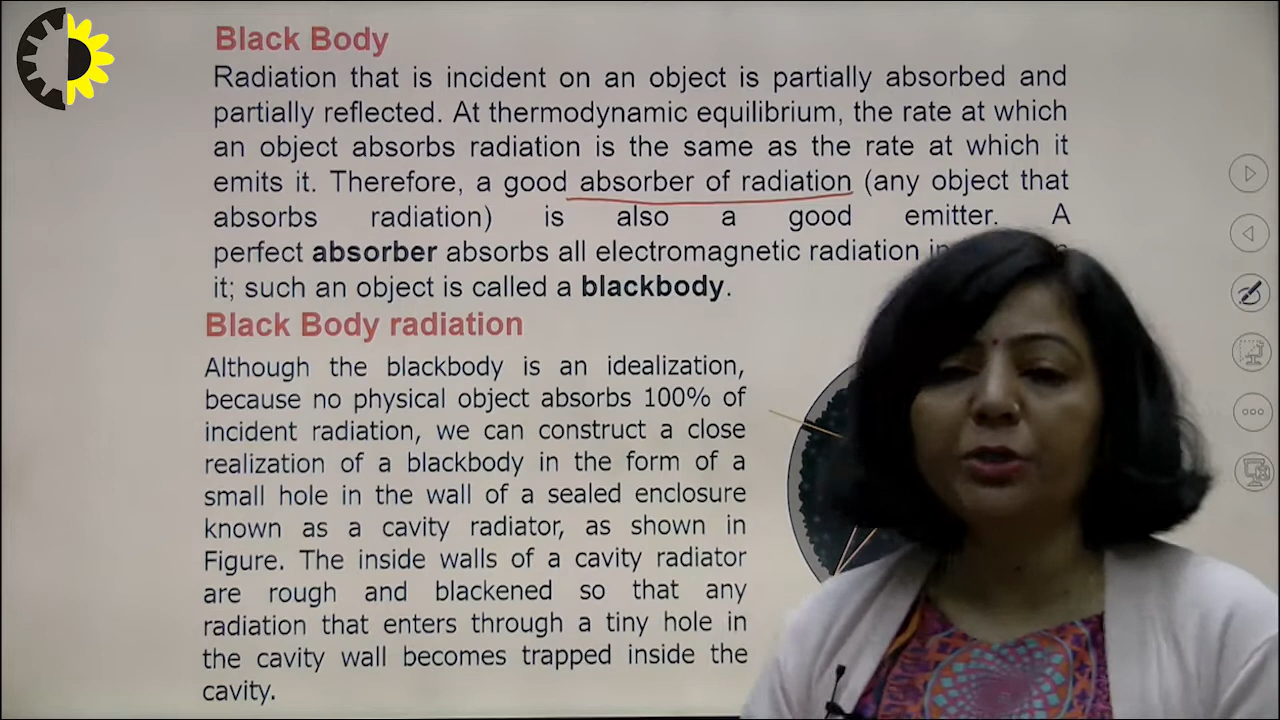 Black Body
Radiation that is incident on an object is partially absorbed and
partially reflected. At thermodynamic equilibrium, the rate at which
an object absorbs radiation is the same as the rate at which it
emits it. Therefore, a good absorber of radiation (any object that
absorbs radiation) is also a good emitter. A
perfect absorber absorbs all electromagnetic radiation
it; such an object is called a blackbody.
Black Body radiation
Although the blackbody is an idealization,
because no physical object absorbs 100% of
incident radiation, we can construct a close
realization of a blackbody in the form of a
small hole in the wall of a sealed enclosure
known as a cavity radiator, as shown in
Figure. The inside walls of a cavity radiator
are rough and blackened so that any
radiation that enters through a tiny hole in
the cavity wall becomes trapped inside the
cavity.